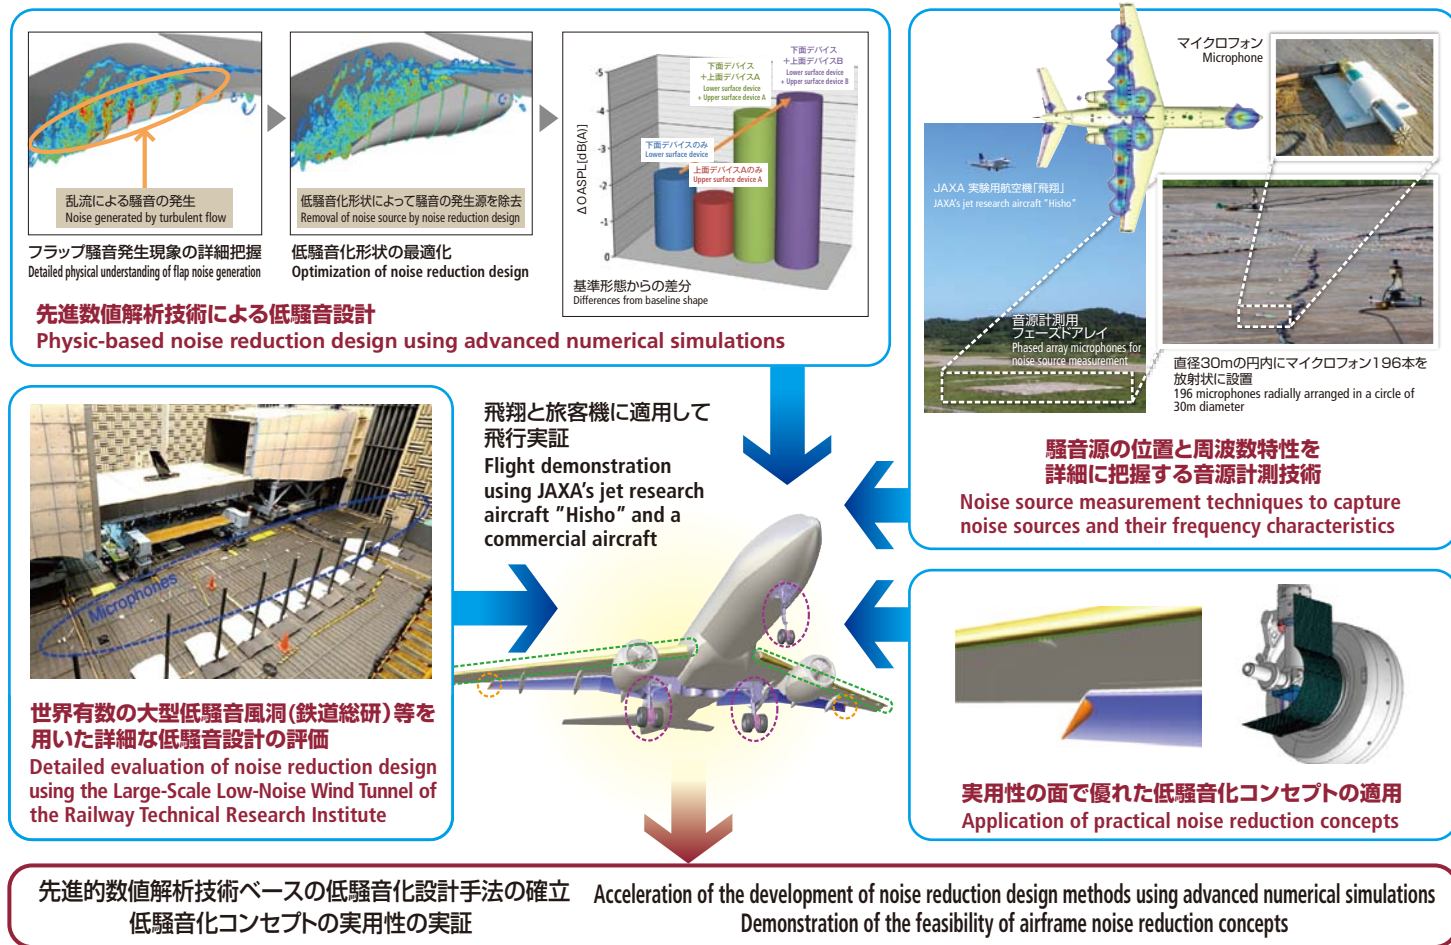 乱流による騒音の発生
Noise generated by turbulent flow
フラップ騒音発生現象の詳細把握
Detailed physical understanding of flap noise generation
低騒音化形状によって騒音の発生源を除去
Removal of noise source by noise reduction design
低騒音化形状の最適化
Optimization of noise reduction design
ΔOASPL[dB(A)]
-5
-4
-3
-2
-1
0
下面デバイスのみ
Lower surface device
上面デバイスAのみ
Upper surface device A
下面デバイス
+上面デバイスA
Lower surface device
+ Upper surface device A
下面デバイス
+上面デバイスB
Lower surface device
+ Upper surface device B
基準形態からの差分
Differences from baseline shape
先進数値解析技術による低騒音設計
Physic-based noise reduction design using advanced numerical simulations
マイクロフォン
Microphone
JAXA 実験用航空機「飛翔」
JAXA's jet research aircraft "Hisho"
音源計測用
フェーズドアレイ
Phased array microphones for
noise source measurement
直径30mの円内にマイクロフォン196本を
放射状に設置
196 microphones radially arranged in a circle of
30m diameter
騒音源の位置と周波数特性を
詳細に把握する音源計測技術
Noise source measurement techniques to capture
noise sources and their frequency characteristics
Microphones
世界有数の大型低騒音風洞(鉄道総研)等を
用いた詳細な低騒音設計の評価
Detailed evaluation of noise reduction design
using the Large-Scale Low-Noise Wind Tunnel of
the Railway Technical Research Institute
飛翔と旅客機に適用して
飛行実証
Flight demonstration
using JAXA's jet research
aircraft "Hisho" and a
commercial aircraft
実用性の面で優れた低騒音化コンセプトの適用
Application of practical noise reduction concepts
先進的数値解析技術ベースの低騒音化設計手法の確立
低騒音化コンセプトの実用性の実証
Acceleration of the development of noise reduction design methods using advanced numerical simulations
Demonstration of the feasibility of airframe noise reduction concepts